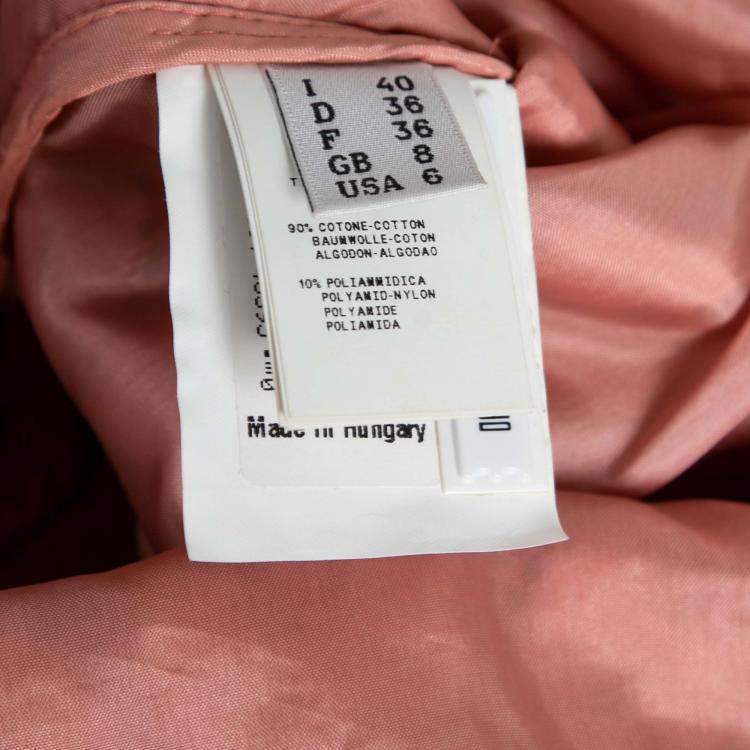 I 40
D 36
F 36
GB 8
USA 6
T
90% COTONE-COTTON
BAUMWOLLE-COTON
ALGODON-ALGODAO
10% POLIAMMIDICA
POLYAMID-NYLON
POLYAMIDE
POLIAMIDA
Made in Hungary